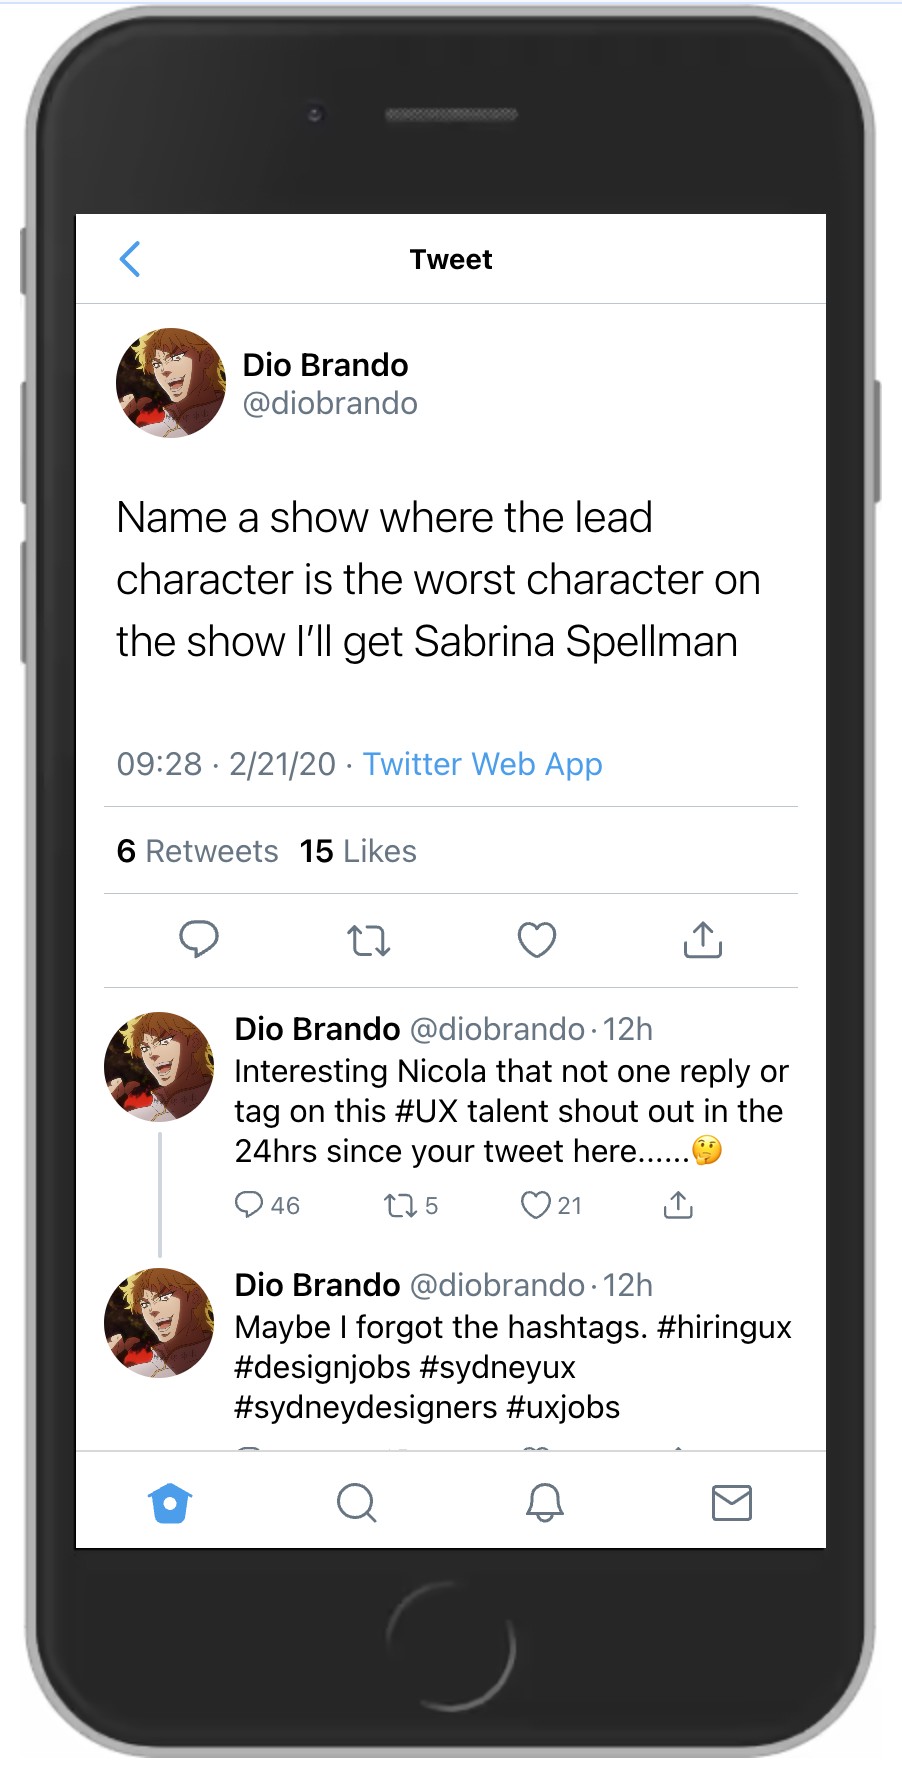 Tweet
Dio Brando
@diobrando
Name a show where the lead
character is the worst character on
the show I’ll get Sabrina Spellman
09:28 · 2/21/20 · Twitter Web App
6 Retweets 15 Likes
Dio Brando @diobrando · 12h
Interesting Nicola that not one reply or
tag on this #UX talent shout out in the
24hrs since your tweet here......🤔
46 5 21
Dio Brando @diobrando · 12h
Maybe I forgot the hashtags. #hiringux
#designjobs #sydneyux
#sydneydesigners #uxjobs